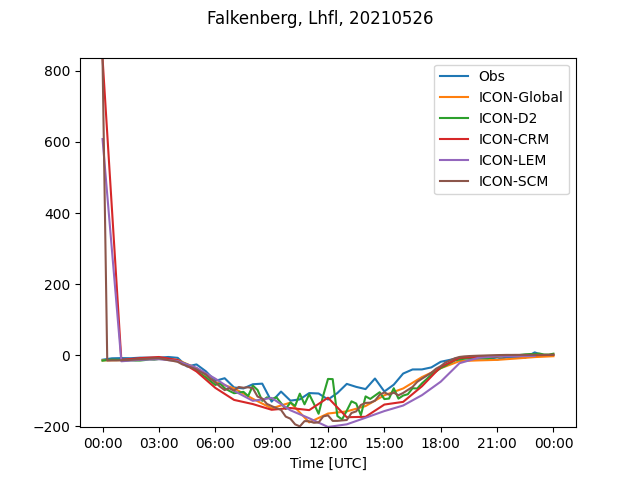 Falkenberg, Lhfl, 20210526
800
600
400
200
0
−200
Obs
ICON-Global
ICON-D2
ICON-CRM
ICON-LEM
ICON-SCM
00:00 03:00 06:00 09:00 12:00 15:00 18:00 21:00 00:00
Time [UTC]